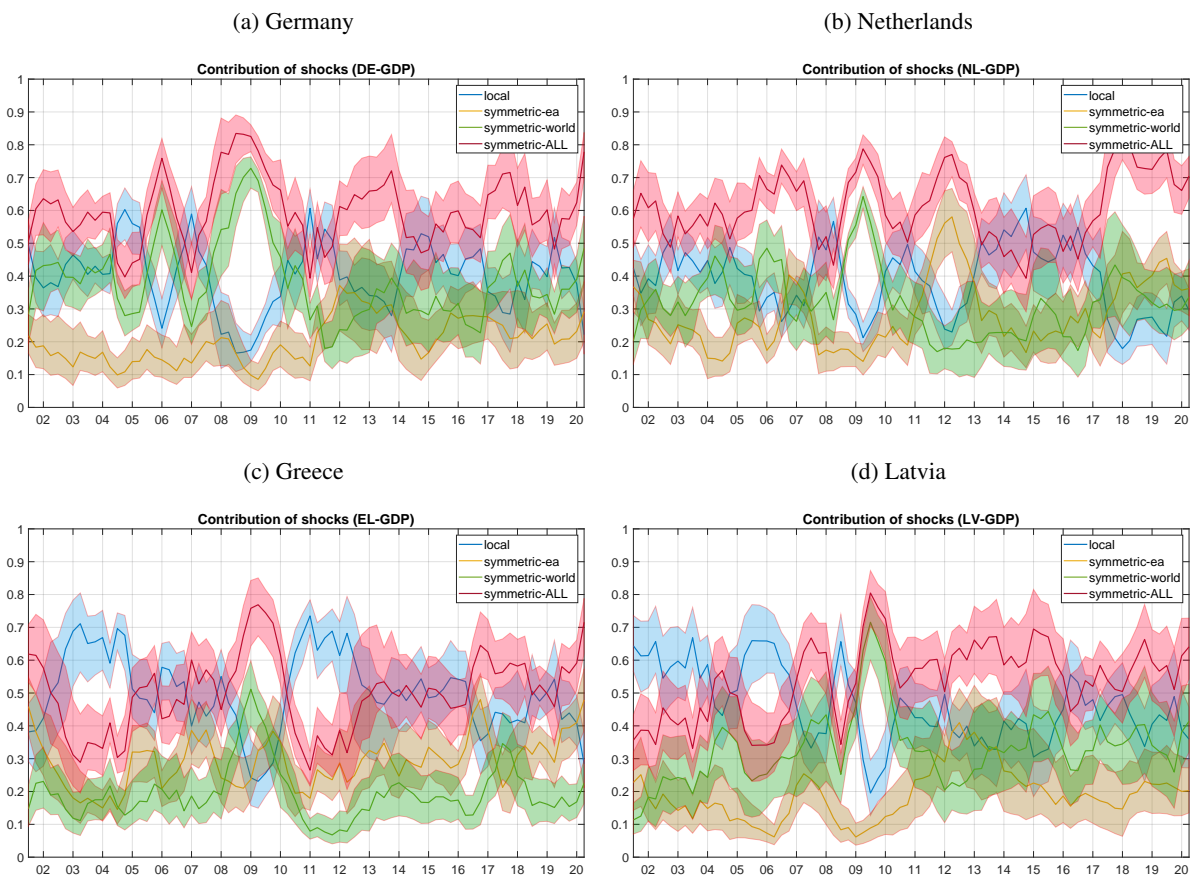 (a) Germany
(b) Netherlands
Contribution of shocks (DE-GDP)
Contribution of shocks (NL-GDP)
local
symmetric-ea
symmetric-world
symmetric-ALL
local
symmetric-ea
symmetric-world
symmetric-ALL
1
0.9
0.8
0.7
0.6
0.5
0.4
0.3
0.2
0.1
0
02 03 04 05 06 07 08 09 10 11 12 13 14 15 16 17 18 19 20
1
0.9
0.8
0.7
0.6
0.5
0.4
0.3
0.2
0.1
0
02 03 04 05 06 07 08 09 10 11 12 13 14 15 16 17 18 19 20
(c) Greece
(d) Latvia
Contribution of shocks (EL-GDP)
Contribution of shocks (LV-GDP)
local
symmetric-ea
symmetric-world
symmetric-ALL
local
symmetric-ea
symmetric-world
symmetric-ALL
1
0.9
0.8
0.7
0.6
0.5
0.4
0.3
0.2
0.1
0
02 03 04 05 06 07 08 09 10 11 12 13 14 15 16 17 18 19 20
1
0.9
0.8
0.7
0.6
0.5
0.4
0.3
0.2
0.1
0
02 03 04 05 06 07 08 09 10 11 12 13 14 15 16 17 18 19 20